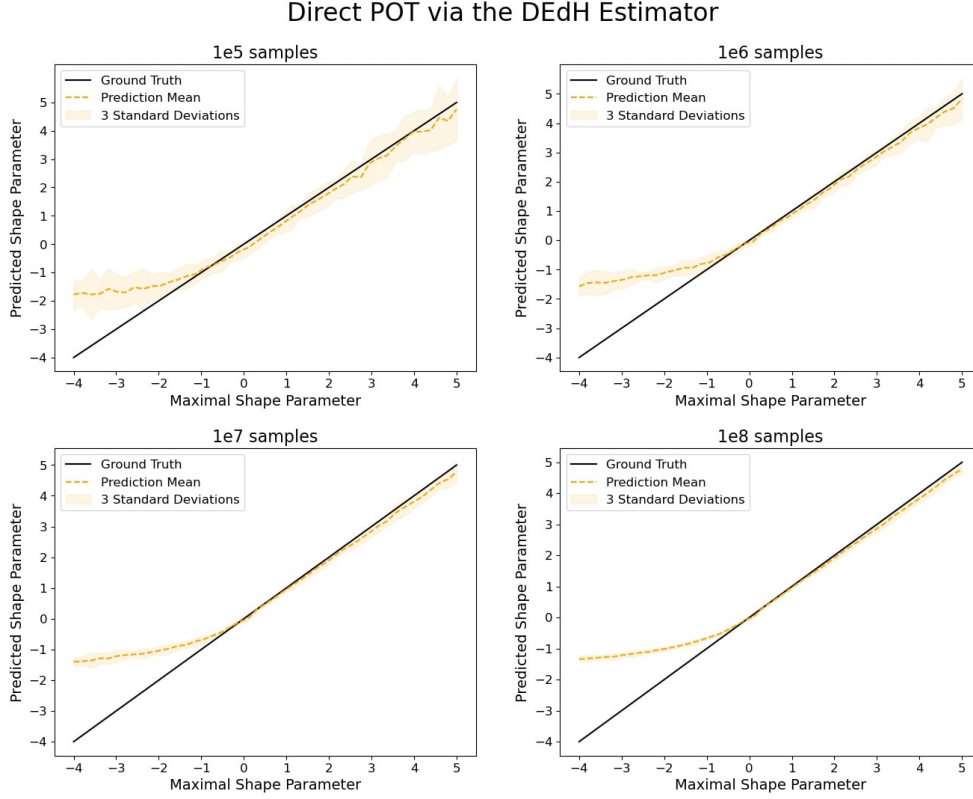 Direct POT via the DEdH Estimator
1e5 samples
Ground Truth
Prediction Mean
3 Standard Deviations
5
4
3
2
1
0
−1
−2
−3
−4
Predicted Shape Parameter
−4 −3 −2 −1 0 1 2 3 4 5
Maximal Shape Parameter
1e6 samples
Ground Truth
Prediction Mean
3 Standard Deviations
5
4
3
2
1
0
−1
−2
−3
−4
Predicted Shape Parameter
−4 −3 −2 −1 0 1 2 3 4 5
Maximal Shape Parameter
1e7 samples
Ground Truth
Prediction Mean
3 Standard Deviations
5
4
3
2
1
0
−1
−2
−3
−4
Predicted Shape Parameter
−4 −3 −2 −1 0 1 2 3 4 5
Maximal Shape Parameter
1e8 samples
Ground Truth
Prediction Mean
3 Standard Deviations
5
4
3
2
1
0
−1
−2
−3
−4
Predicted Shape Parameter
−4 −3 −2 −1 0 1 2 3 4 5
Maximal Shape Parameter